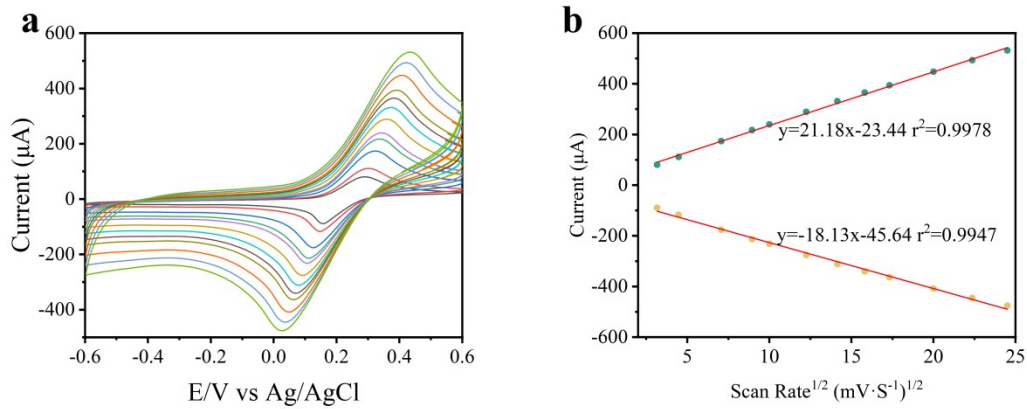 a
600
400
200
0
-200
-400
Current (μA)
-0.6 -0.4 -0.2 0.0 0.2 0.4 0.6
E/V vs Ag/AgCl
b
600
400
200
0
-200
-400
-600
Current (μA)
y=21.18x-23.44 r²=0.9978
y=-18.13x-45.64 r²=0.9947
5 10 15 20 25
Scan Rate¹/² (mV·S⁻¹)¹/²